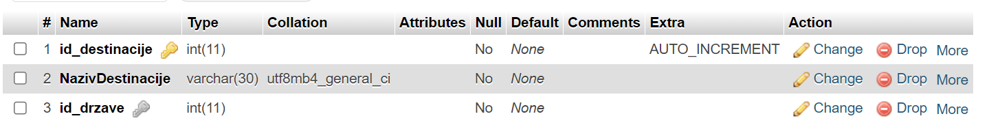 # Name Type Collation Attributes Null Default Comments Extra Action
1 id_destinacije int(11) No None AUTO_INCREMENT Change Drop More
2 NazivDestinacije varchar(30) utf8mb4_general_ci No None Change Drop More
3 id_drzave int(11) No None Change Drop More